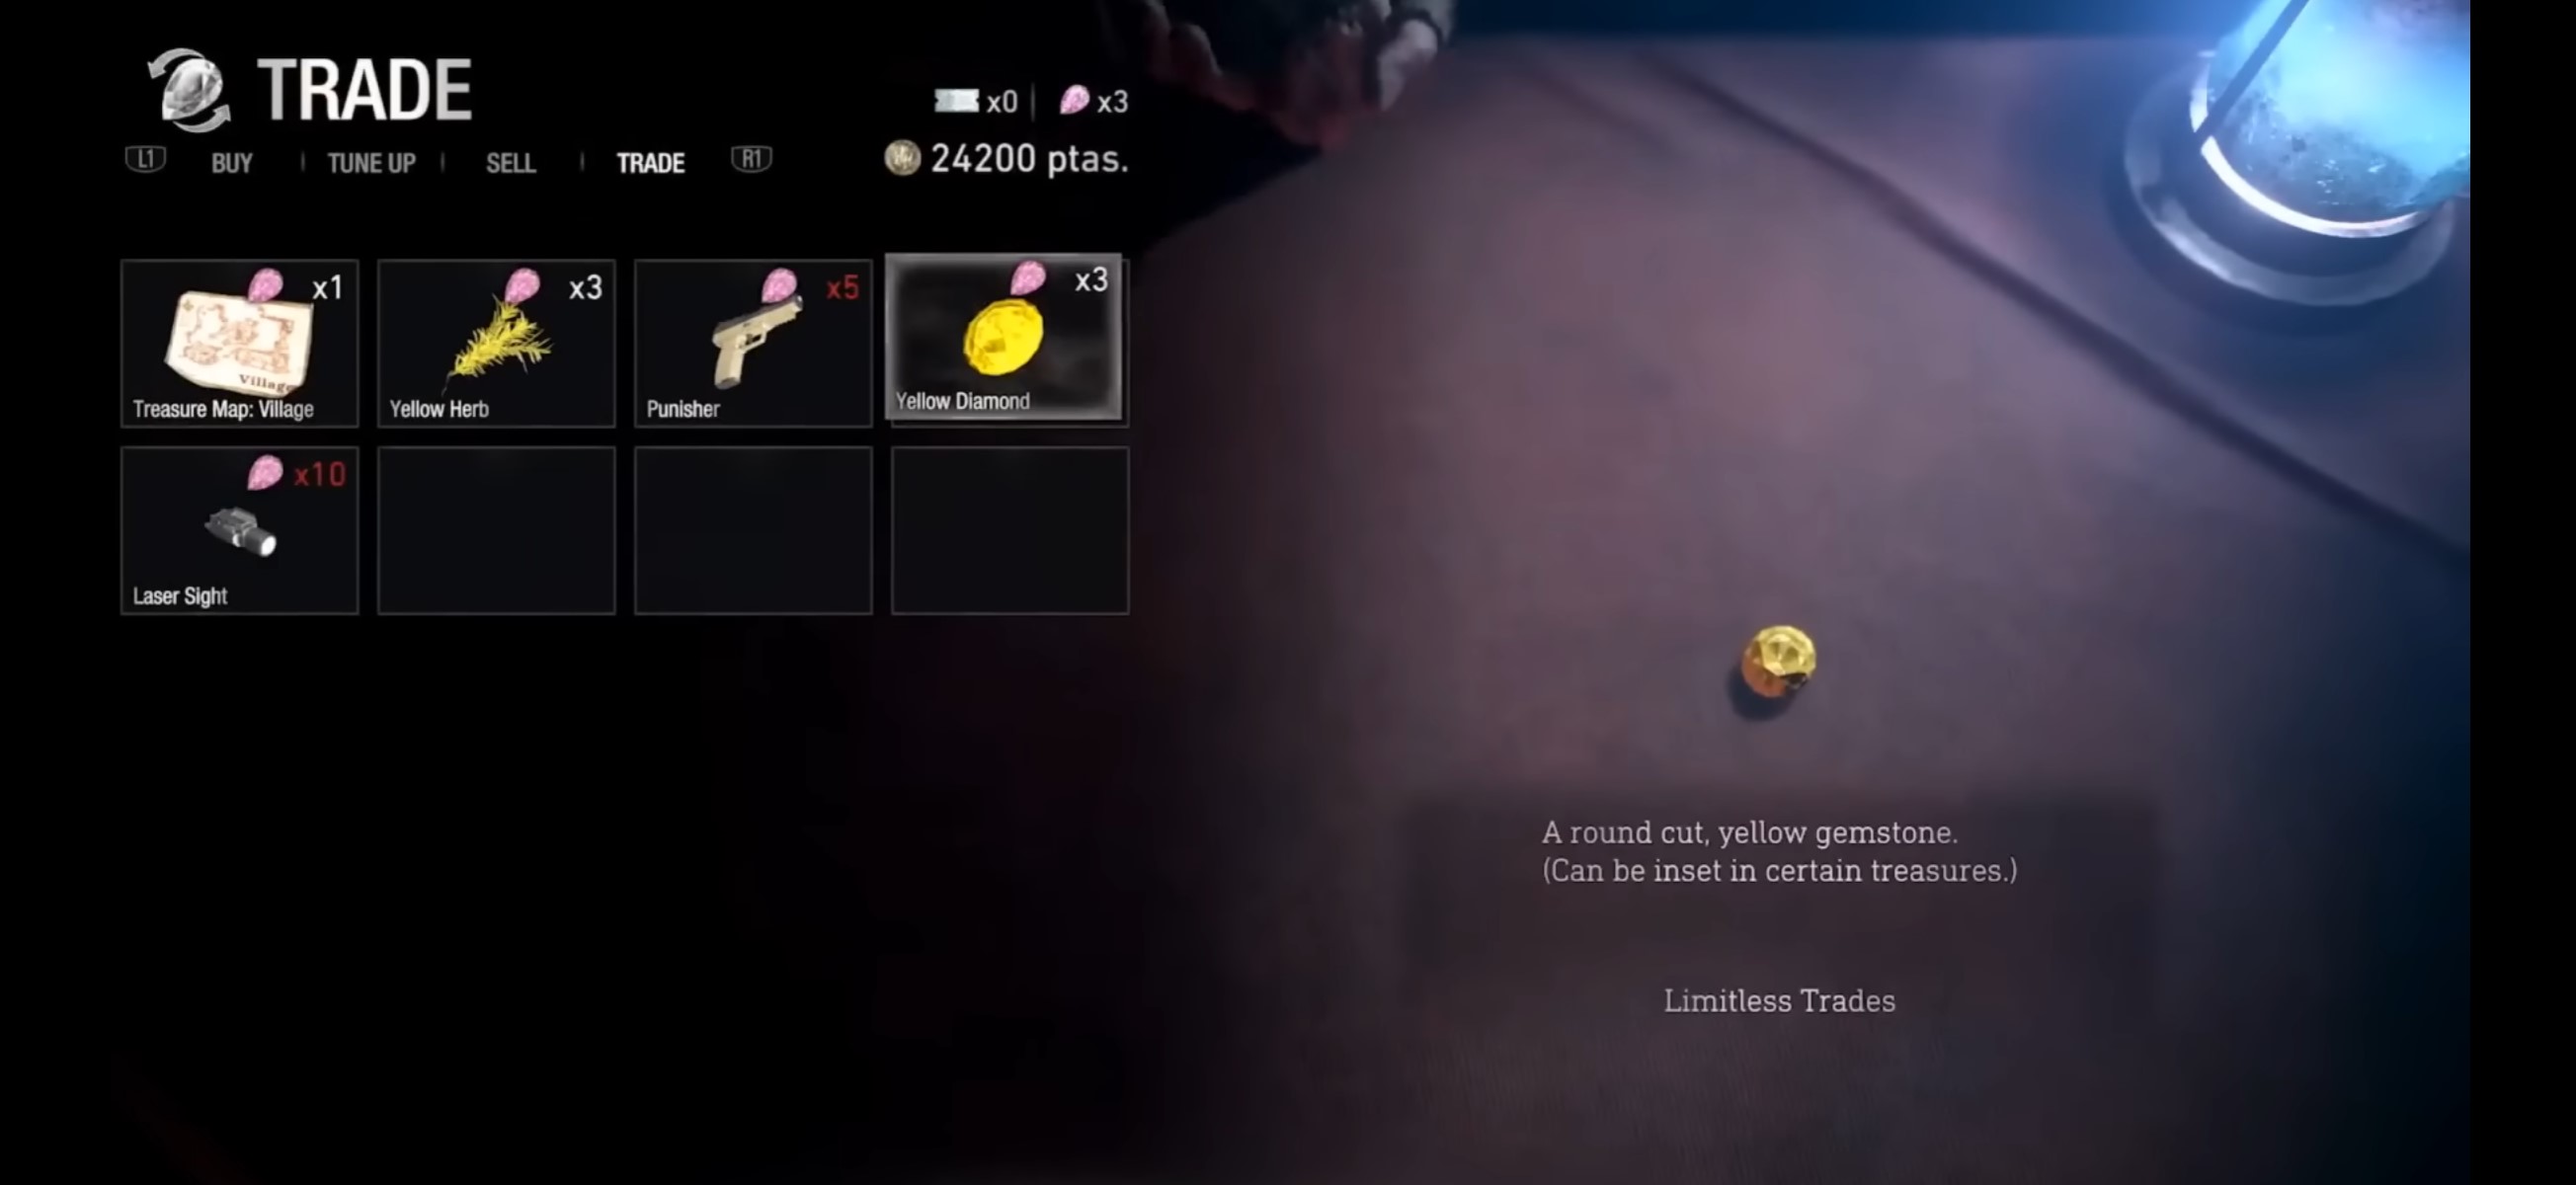 TRADE
x0 x3
L1 BUY TUNE UP SELL TRADE R1
24200 ptas.
x1
Village
Treasure Map: Village
x3
Yellow Herb
x5
Punisher
x3
Yellow Diamond
x10
Laser Sight
A round cut, yellow gemstone.
(Can be inset in certain treasures.)
Limitless Trades